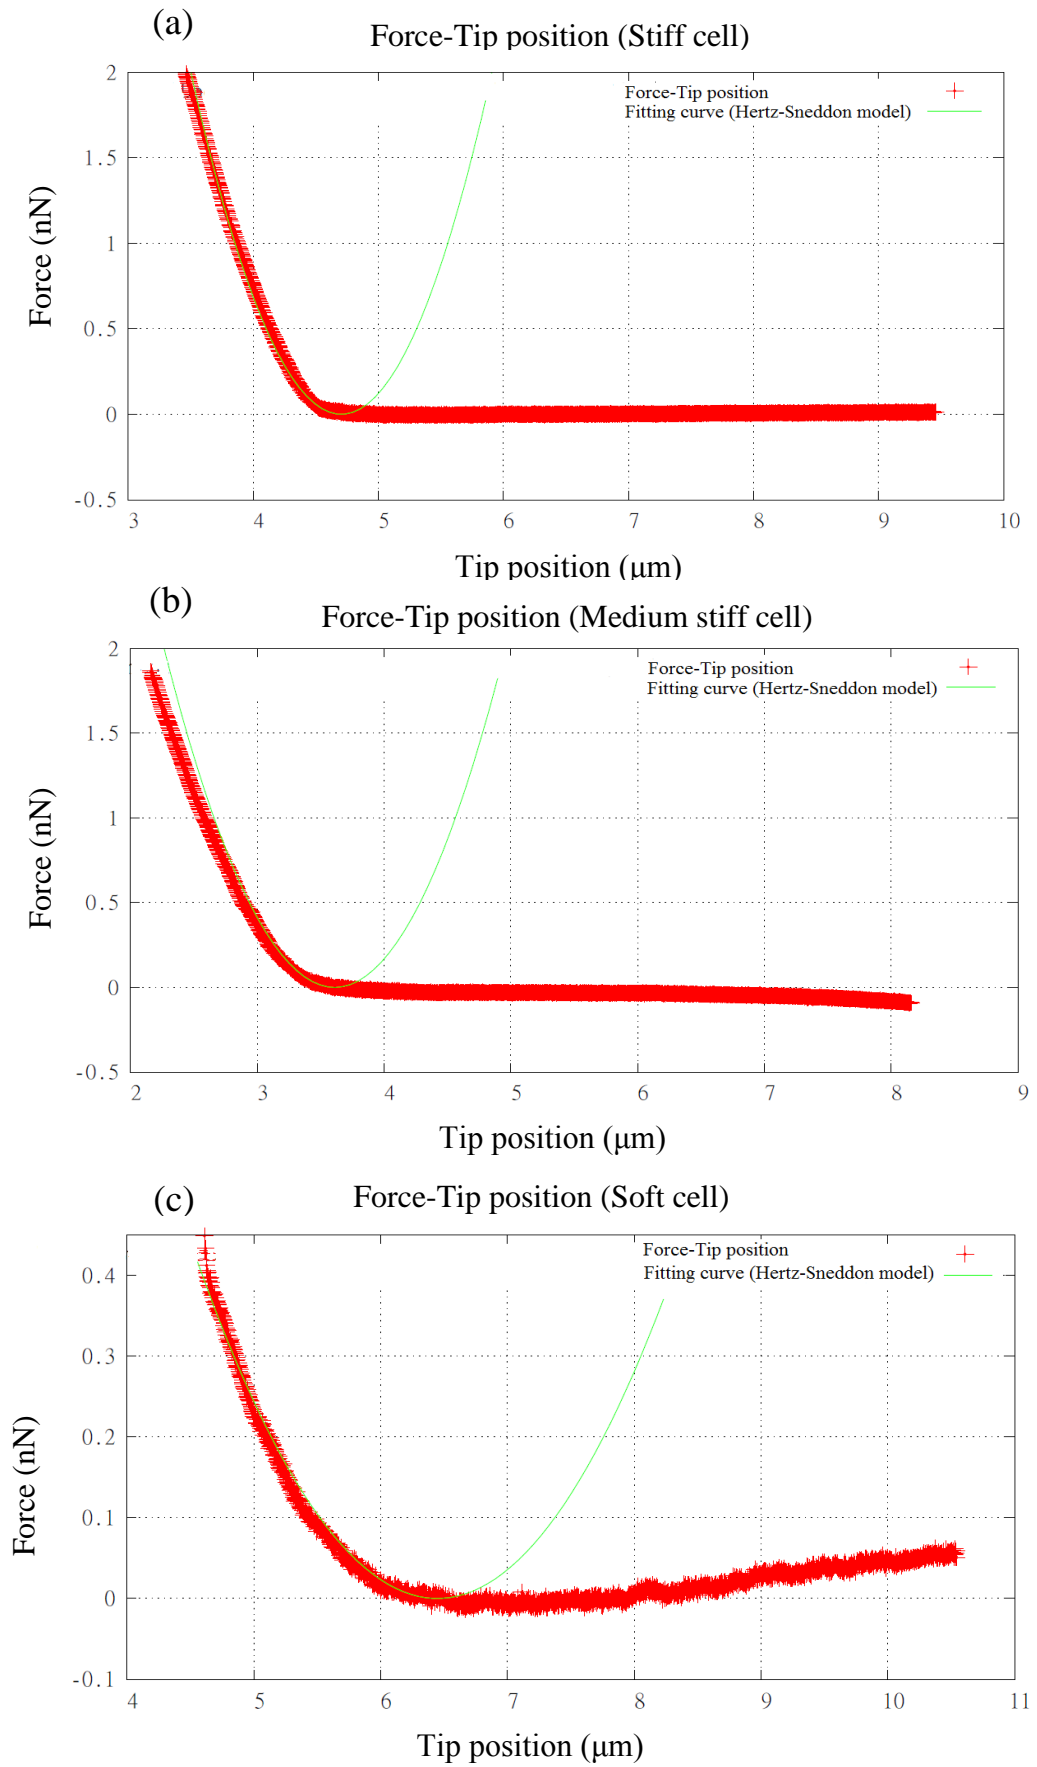 (a)
Force-Tip position (Stiff cell)
Force (nN)
2
1.5
1
0.5
0
-0.5
Force-Tip position
Fitting curve (Hertz-Sneddon model)
3 4 5 6 7 8 9 10
Tip position (μm)
(b)
Force-Tip position (Medium stiff cell)
Force (nN)
2
1.5
1
0.5
0
-0.5
Force-Tip position
Fitting curve (Hertz-Sneddon model)
2 3 4 5 6 7 8 9
Tip position (μm)
(c)
Force-Tip position (Soft cell)
Force (nN)
0.4
0.3
0.2
0.1
0
-0.1
Force-Tip position
Fitting curve (Hertz-Sneddon model)
4 5 6 7 8 9 10 11
Tip position (μm)